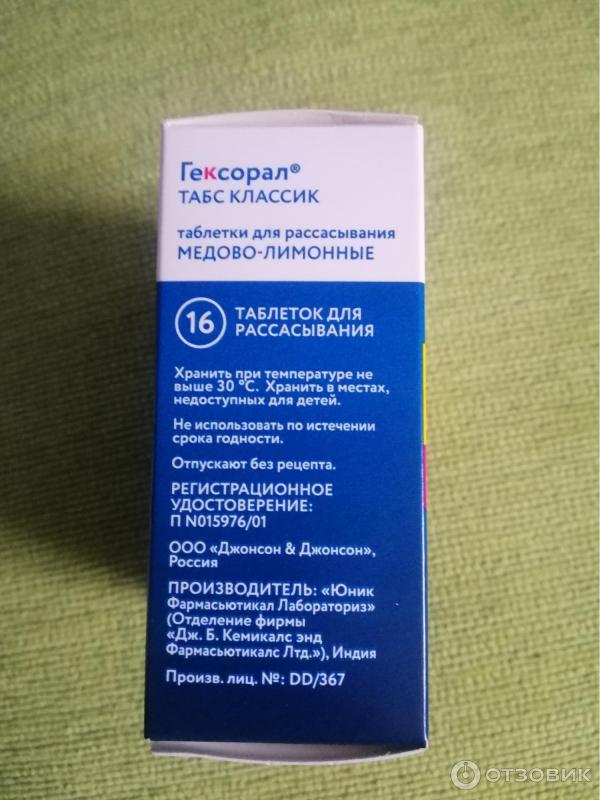 Гексорал®
ТАБС КЛАССИК
таблетки для рассасывания
МЕДОВО-ЛИМОННЫЕ
16 ТАБЛЕТОК ДЛЯ
РАССАСЫВАНИЯ
Хранить при температуре не
выше 30 °С. Хранить в местах,
недоступных для детей.
Не использовать по истечении
срока годности.
Отпускают без рецепта.
РЕГИСТРАЦИОННОЕ
УДОСТОВЕРЕНИЕ:
П N015976/01
ООО «Джонсон & Джонсон»,
Россия
ПРОИЗВОДИТЕЛЬ: «Юник
Фармасьютикал Лабораториз»
(Отделение фирмы
«Дж. Б. Кемикалс энд
Фармасьютикалс Лтд.»), Индия
Произв. лиц. №: DD/367
ОТЗОВИК